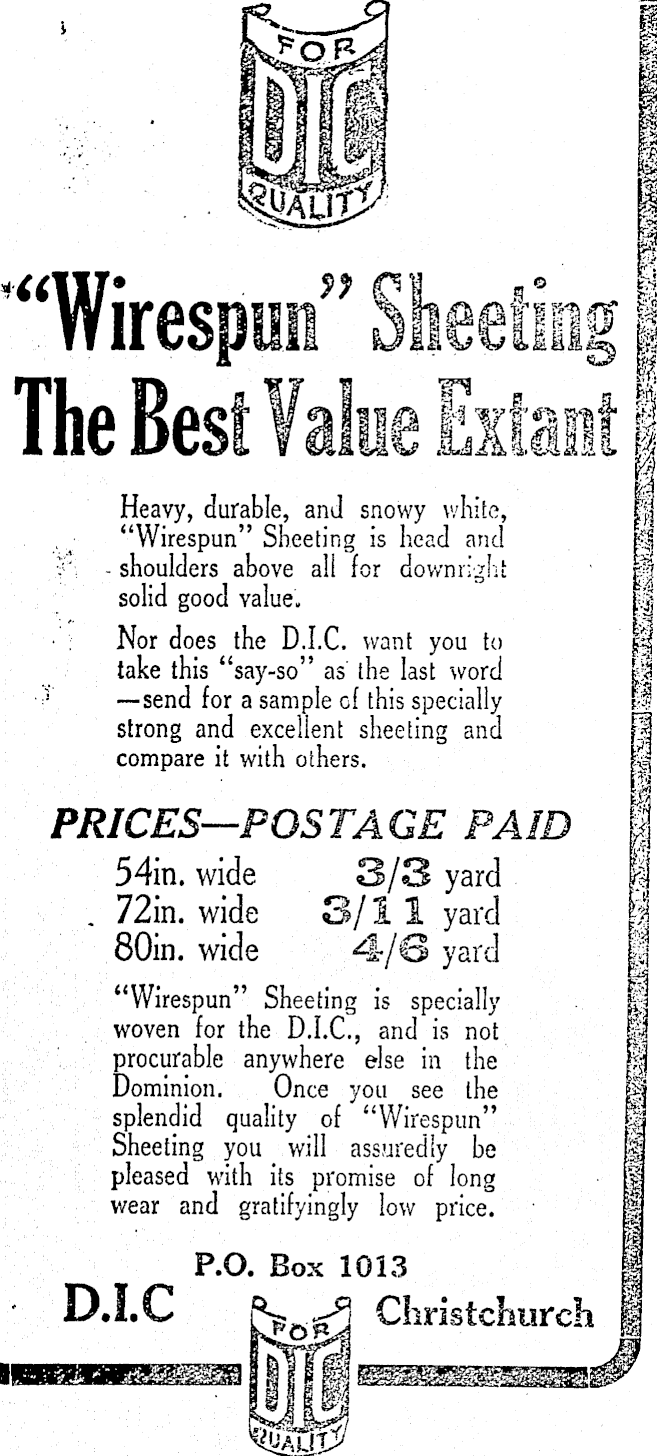 FOR
DIC
QUALITY
"Wirespun" Sheeting
The Best Value Extant
Heavy, durable, and snowy white,
"Wirespun" Sheeting is head and
shoulders above all for downright
solid good value.
Nor does the D.I.C. want you to
take this "say-so" as the last word
—send for a sample of this specially
strong and excellent sheeting and
compare it with others.
PRICES—POSTAGE PAID
54in. wide 3/3 yard
72in. wide 3/11 yard
80in. wide 4/6 yard
"Wirespun" Sheeting is specially
woven for the D.I.C., and is not
procurable anywhere else in the
Dominion. Once you see the
splendid quality of "Wirespun"
Sheeting you will assuredly be
pleased with its promise of long
wear and gratifyingly low price.
P.O. Box 1013
D.I.C Christchurch
FOR
DIC
QUALITY